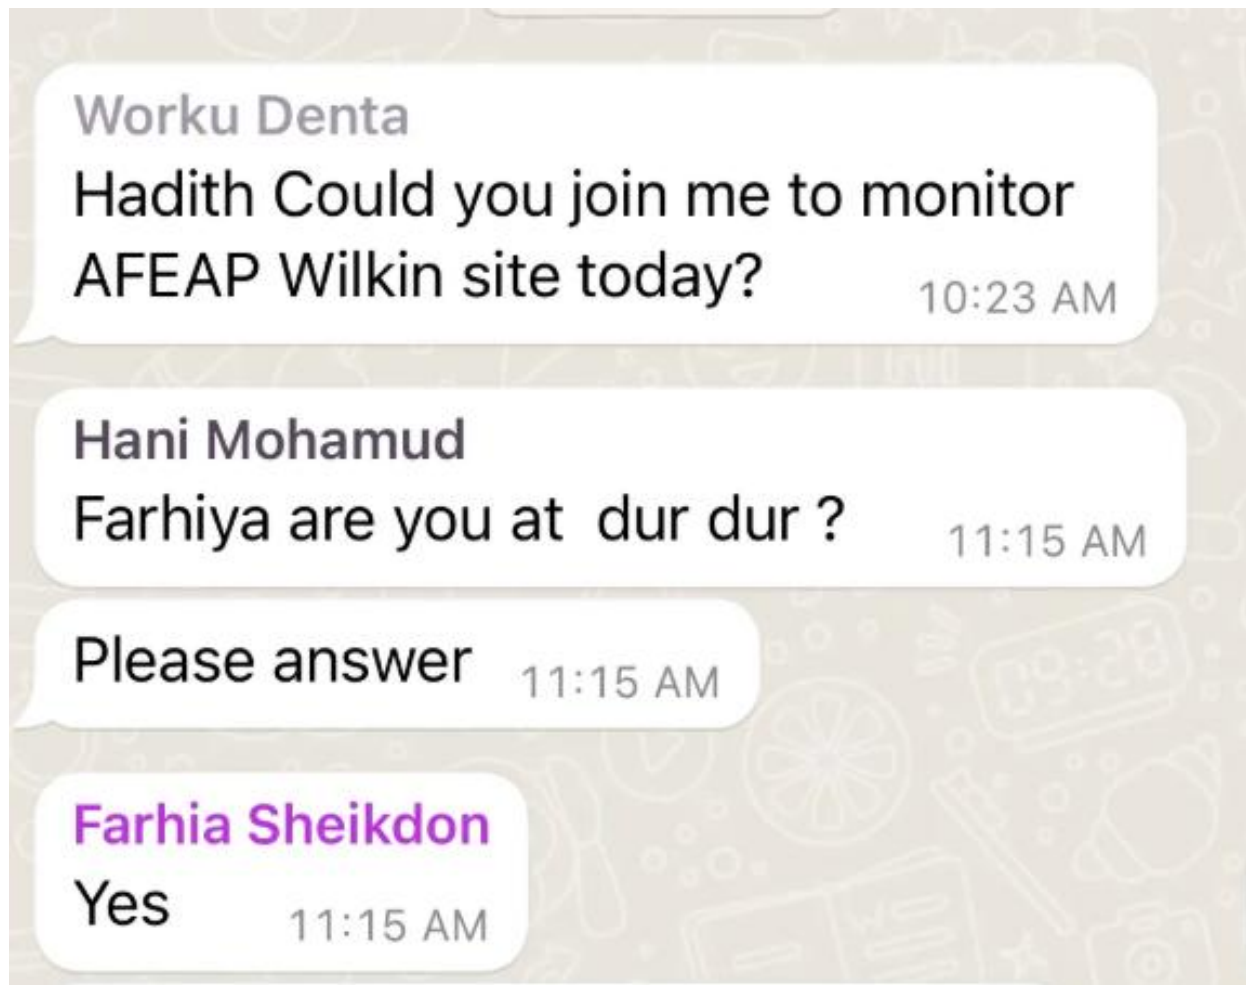 Worku Denta
Hadith Could you join me to monitor
AFEAP Wilkin site today?
10:23 AM
Hani Mohamud
Farhiya are you at  dur dur ?
11:15 AM
Please answer
11:15 AM
Farhia Sheikdon
Yes
11:15 AM